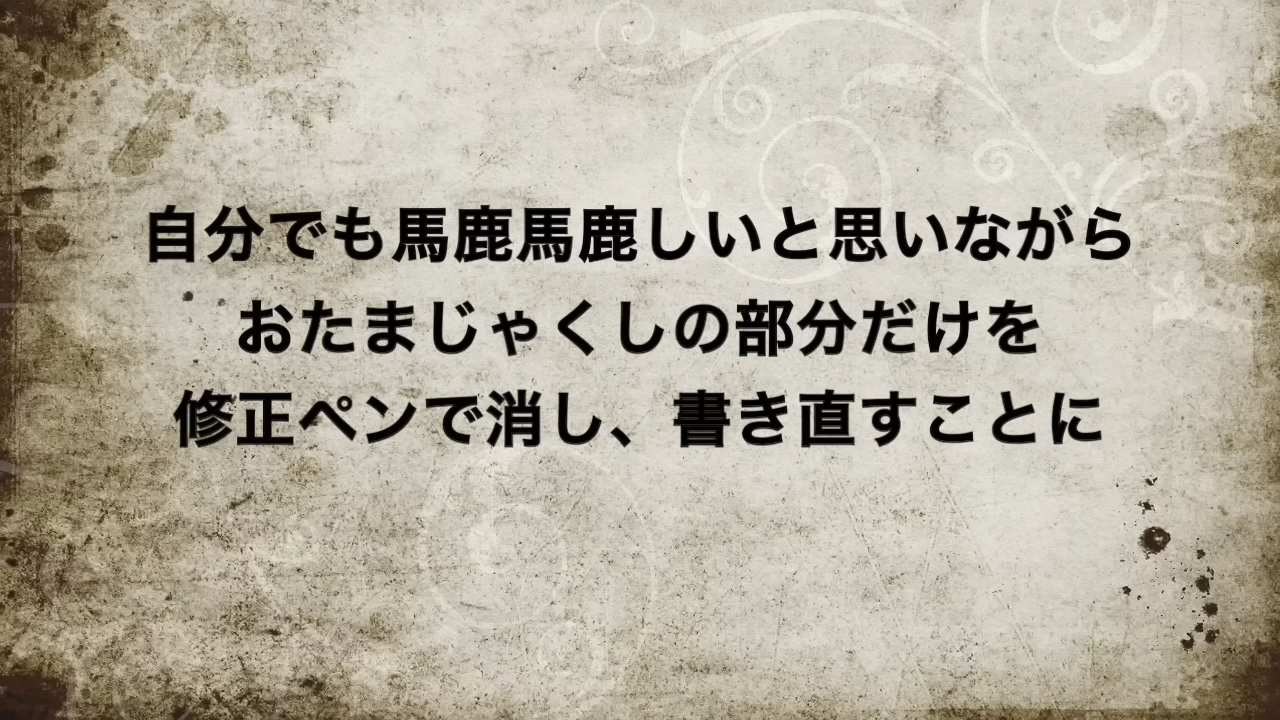 自分でも馬鹿馬鹿しいと思いながら
おたまじゃくしの部分だけを
修正ペンで消し、書き直すことに